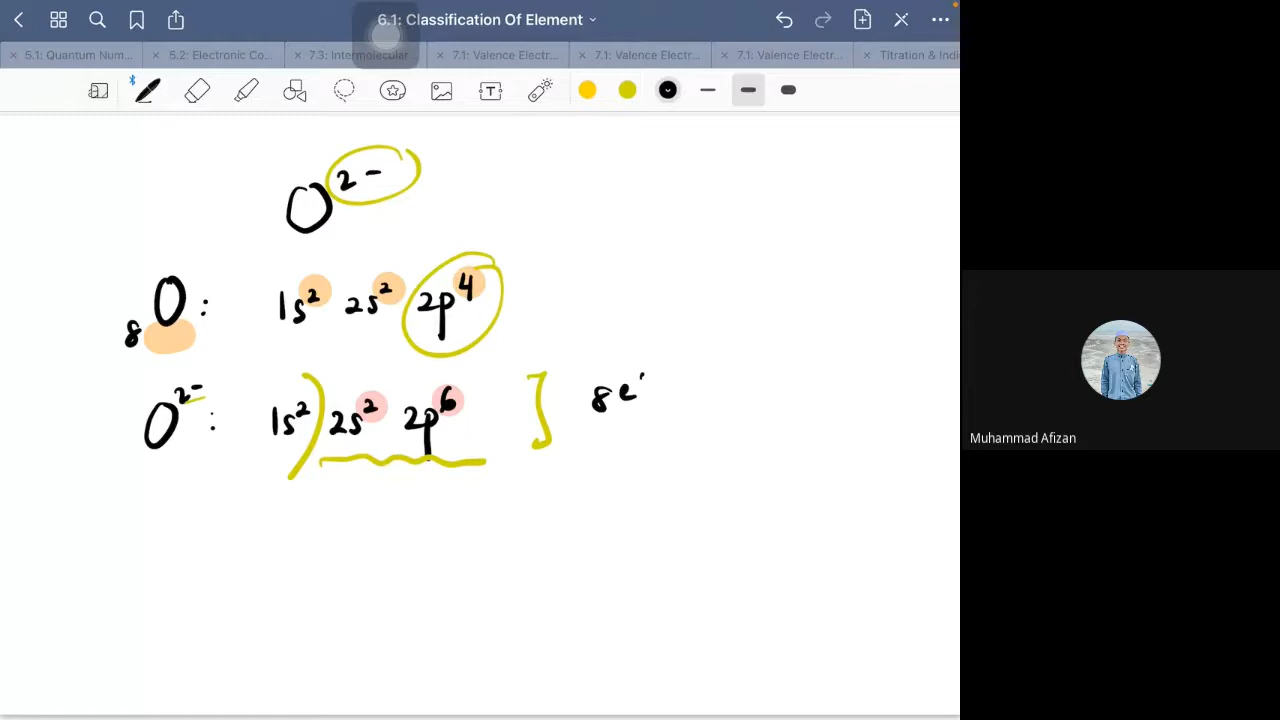 6.1: Classification Of Element
5.1: Quantum Num...
5.2: Electronic Co...
7.3: Intermolecular
7.1: Valence Electr...
7.1: Valence Electr...
7.1: Valence Electr...
Titration & Indi
T
O²⁻
₈O : 1s² 2s² 2p⁴
O²⁻ : 1s² ) 2s² 2p⁶ ] 8e⁻
Muhammad Afizan